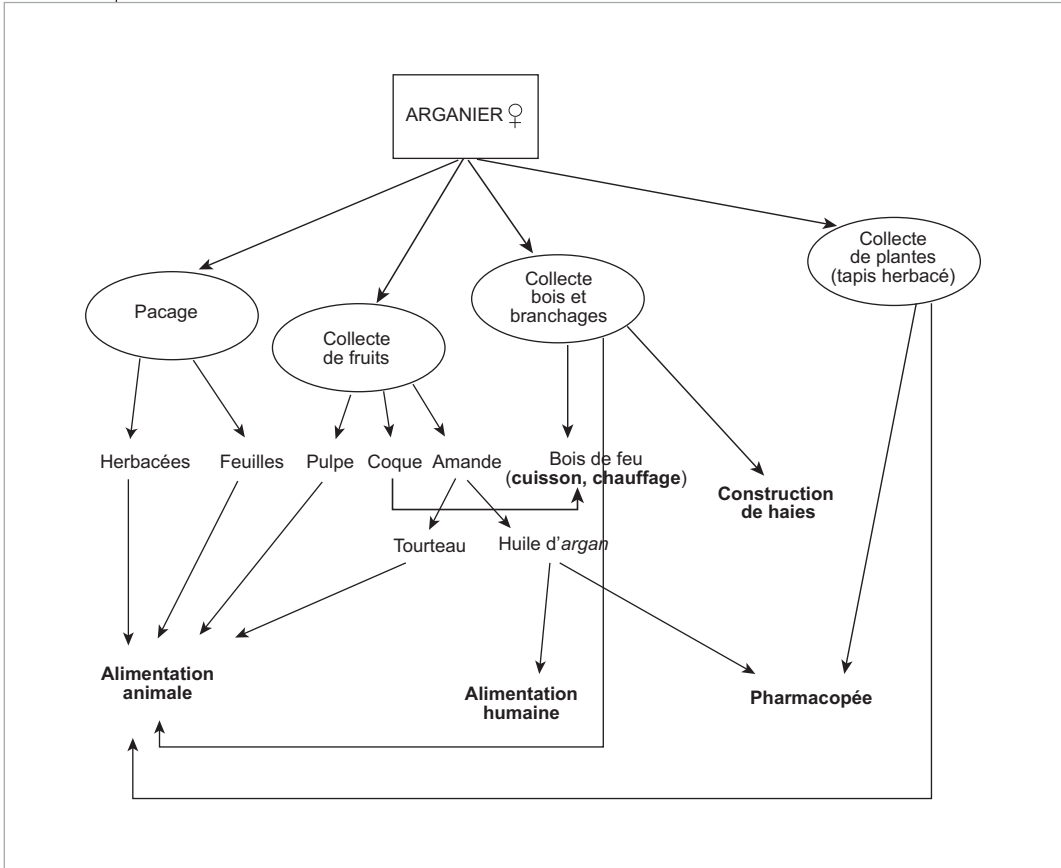 ARGANIER ♀
Collecte
de plantes
(tapis herbacé)
Collecte
bois et
branchages
Pacage
Collecte
de fruits
Herbacées
Feuilles
Pulpe
Coque
Amande
Bois de feu
(cuisson, chauffage)
Construction
de haies
Tourteau
Huile d'argan
Alimentation
animale
Alimentation
humaine
Pharmacopée